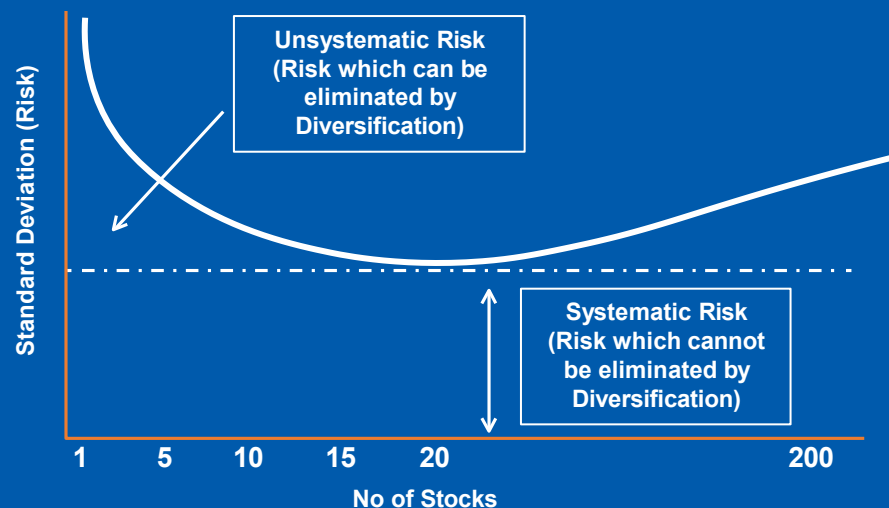 Unsystematic Risk
(Risk which can be
eliminated by
Diversification)
Standard Deviation (Risk)
Systematic Risk
(Risk which cannot
be eliminated by
Diversification)
1 5 10 15 20 200
No of Stocks